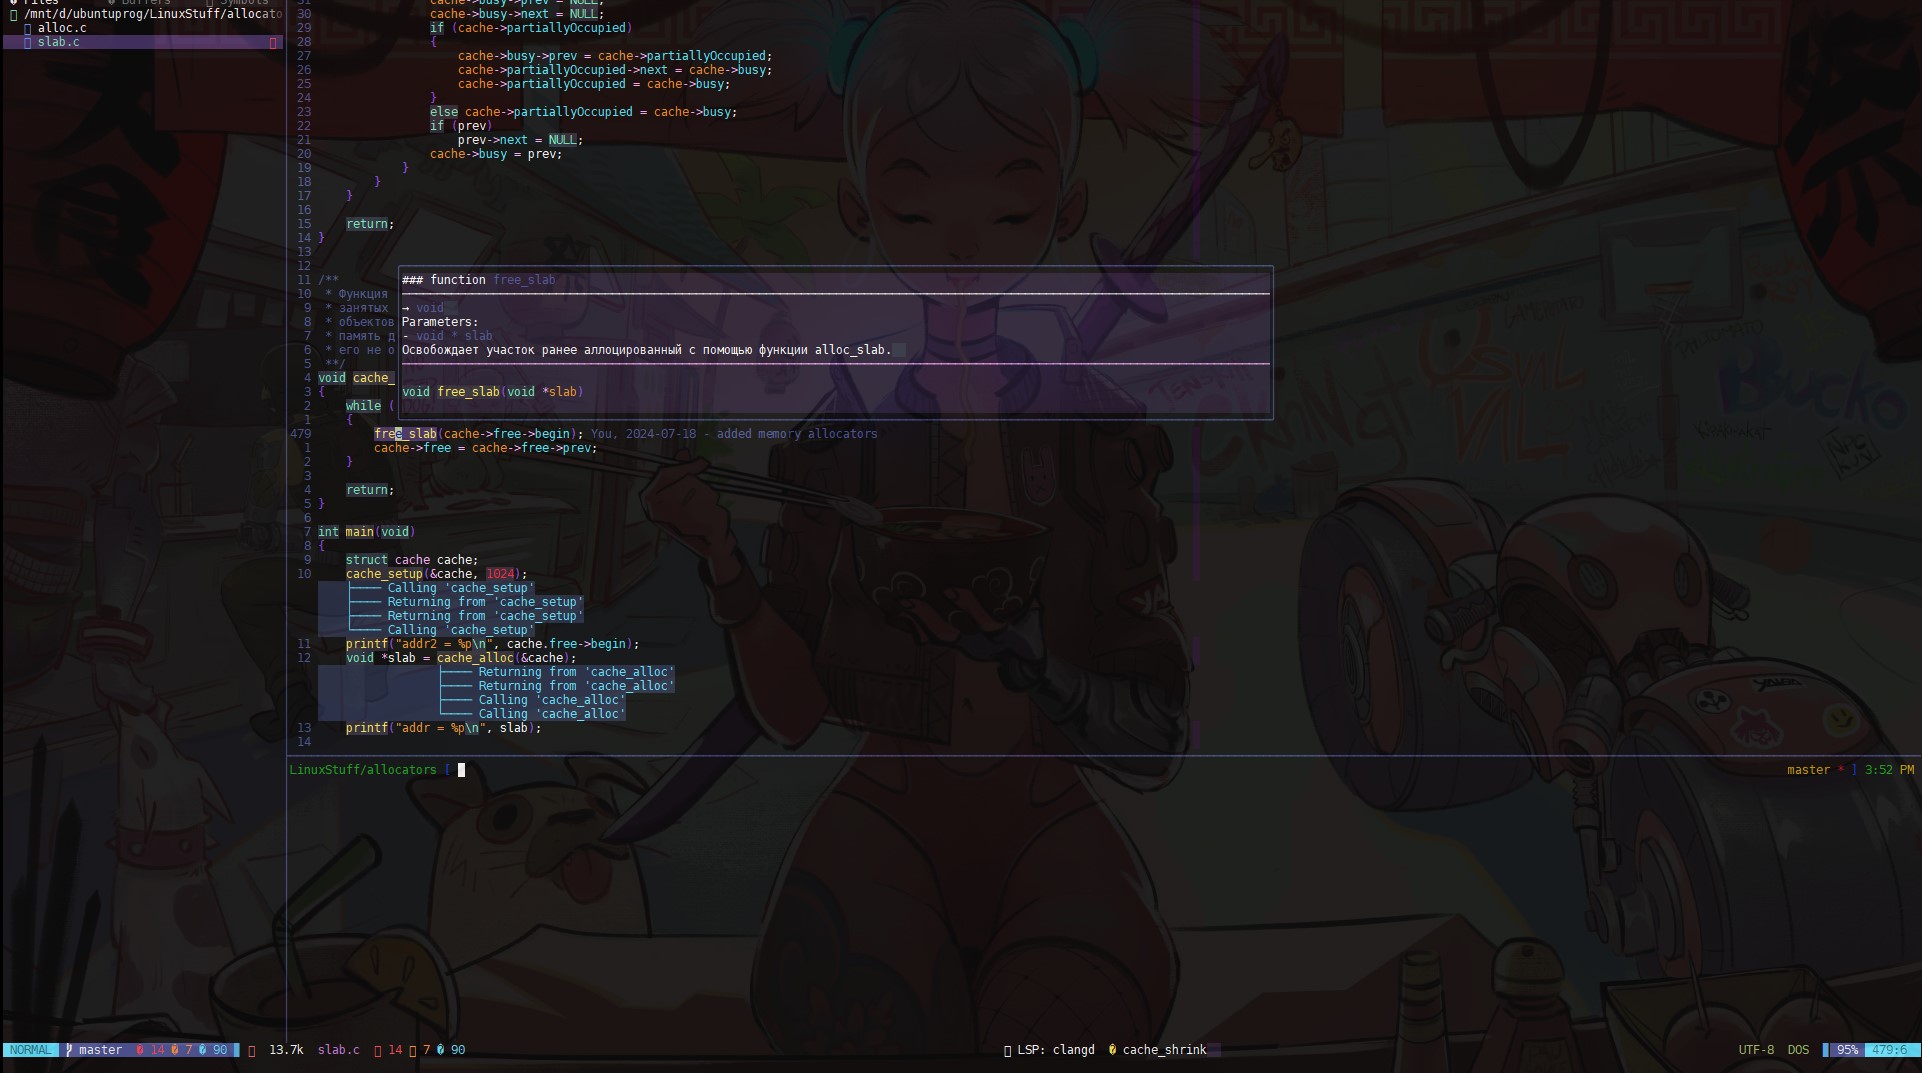 Files Buffers Symbols
/mnt/d/ubuntuprog/LinuxStuff/allocato
alloc.c
slab.c
31 cache->busy->prev = NULL;
30 cache->busy->next = NULL;
29 if (cache->partiallyOccupied)
28 {
27 cache->busy->prev = cache->partiallyOccupied;
26 cache->partiallyOccupied->next = cache->busy;
25 cache->partiallyOccupied = cache->busy;
24 }
23 else cache->partiallyOccupied = cache->busy;
22 if (prev)
21 prev->next = NULL;
20 cache->busy = prev;
19 }
18 }
17 }
16
15 return;
14 }
13
12
11 /**
10 * Функция
9 * занятых
8 * объектов
7 * память д
6 * его не о
5 **/
4 void cache_
3 {
2 while (
1 {
### function free_slab
→ void
Parameters:
- void * slab
Освобождает участок ранее аллоцированный с помощью функции alloc_slab.
void free_slab(void *slab)
479 free_slab(cache->free->begin); You, 2024-07-18 - added memory allocators
1 cache->free = cache->free->prev;
2 }
3
4 return;
5 }
6
7 int main(void)
8 {
9 struct cache cache;
10 cache_setup(&cache, 1024);
Calling 'cache_setup'
Returning from 'cache_setup'
Returning from 'cache_setup'
Calling 'cache_setup'
11 printf("addr2 = %p\n", cache.free->begin);
12 void *slab = cache_alloc(&cache);
Returning from 'cache_alloc'
Returning from 'cache_alloc'
Calling 'cache_alloc'
Calling 'cache_alloc'
13 printf("addr = %p\n", slab);
14
LinuxStuff/allocators [ master * ] 3:52 PM
NORMAL master 14 7 90 13.7k slab.c 14 7 90 LSP: clangd cache_shrink UTF-8 DOS 95% 479:6